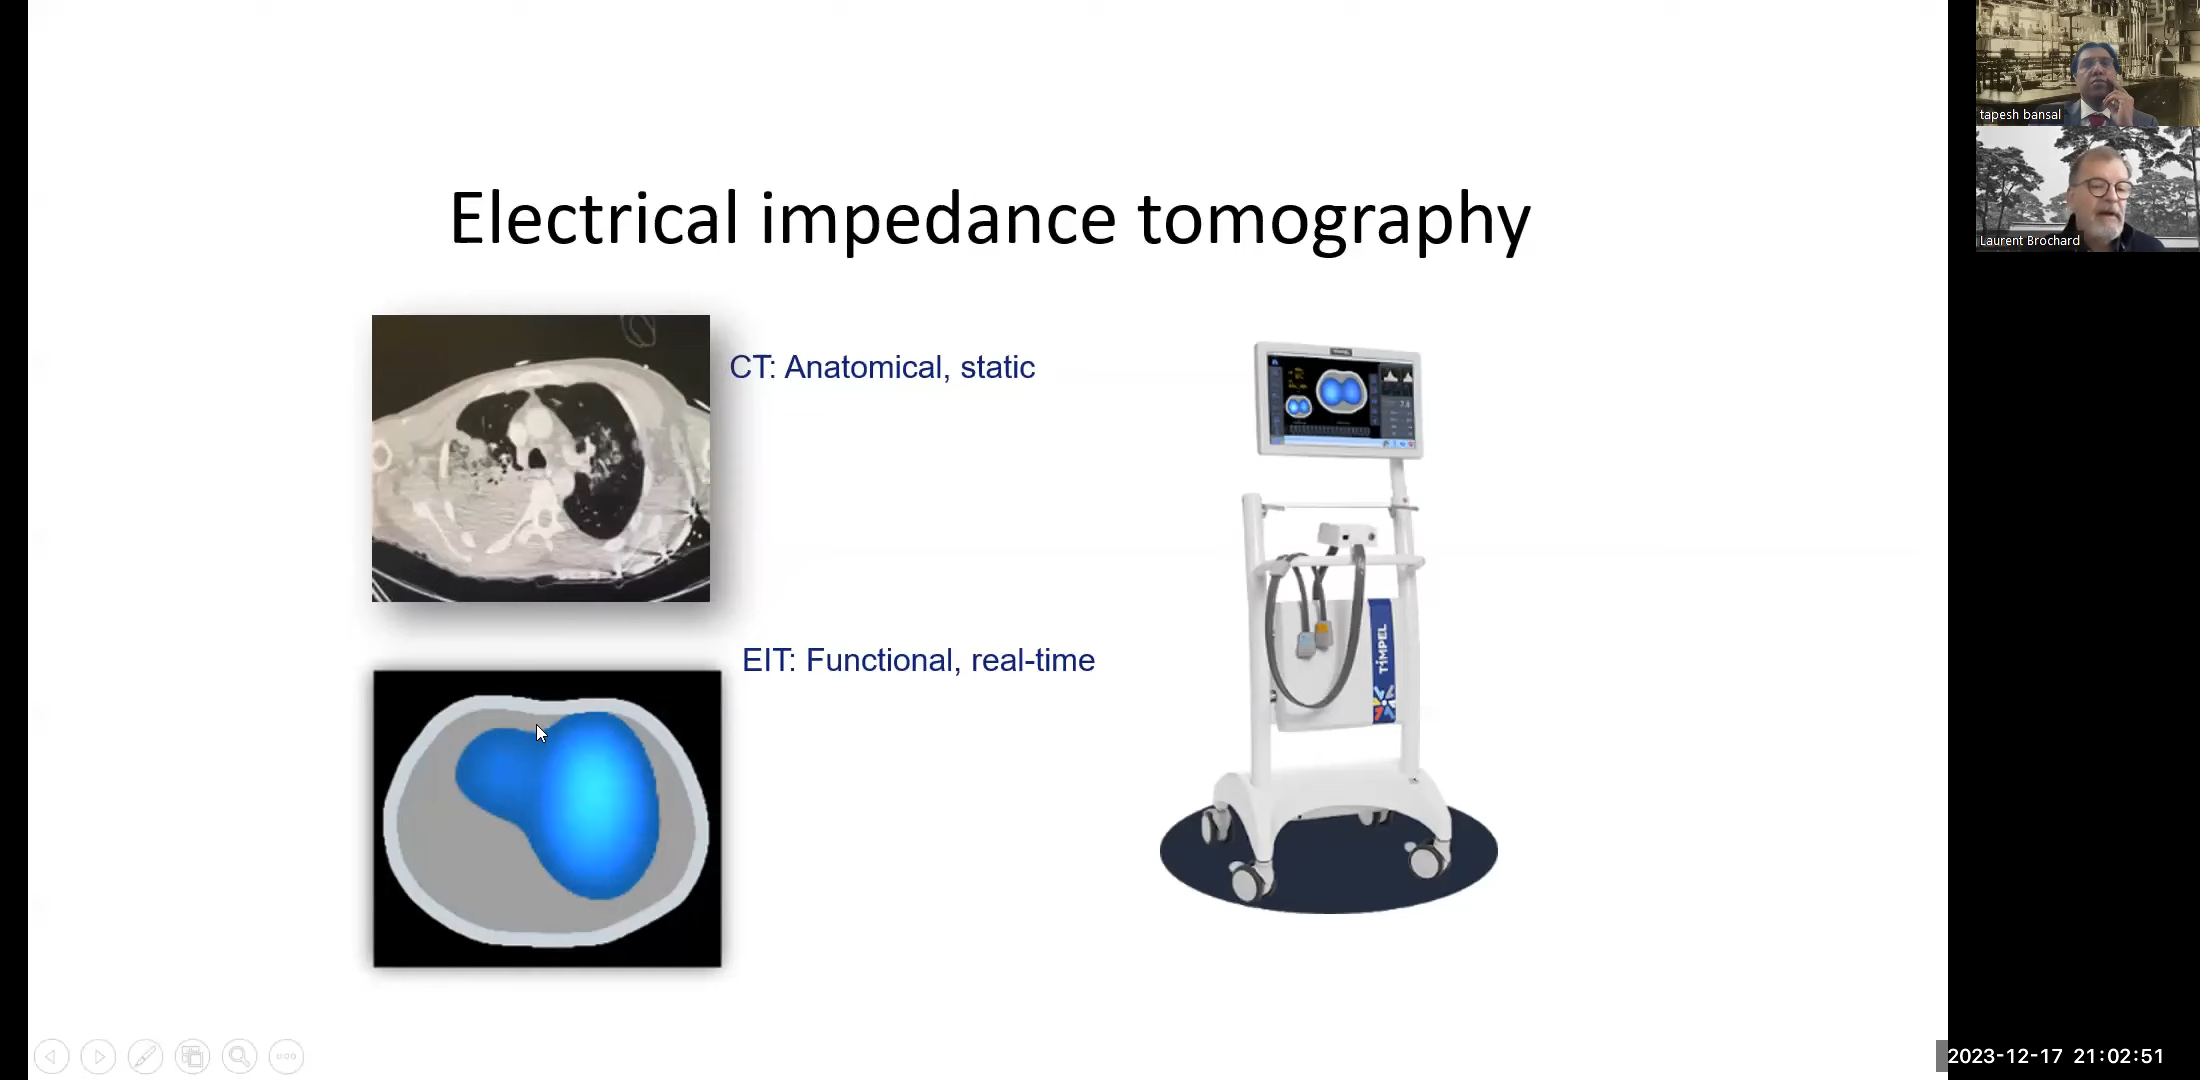 Electrical impedance tomography
CT: Anatomical, static
EIT: Functional, real-time
TIMPEL
tapesh bansal
Laurent Brochard
2023-12-17 21:02:51